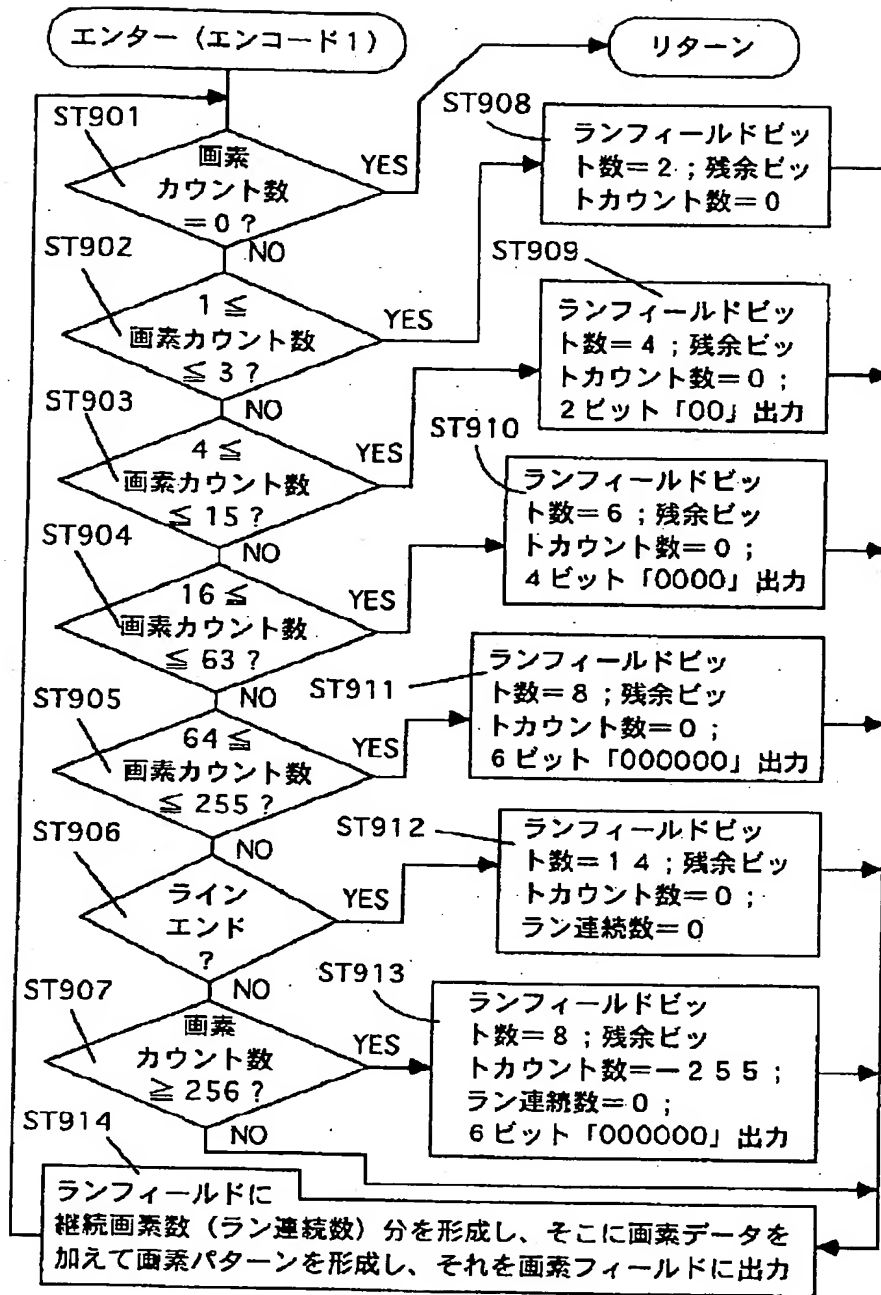 エンター（エンコード1）
リターン
ST901
画素
カウント数
=0?
YES
NO
ST908
ランフィールドビッ
ト数=2；残余ビッ
トカウント数=0
ST902
1≦
画素カウント数
≦3?
YES
NO
ST909
ランフィールドビッ
ト数=4；残余ビッ
トカウント数=0；
2ビット「00」出力
ST903
4≦
画素カウント数
≦15?
YES
NO
ST910
ランフィールドビッ
ト数=6；残余ビッ
トカウント数=0；
4ビット「0000」出力
ST904
16≦
画素カウント数
≦63?
YES
NO
ST911
ランフィールドビッ
ト数=8；残余ビッ
トカウント数=0；
6ビット「000000」出力
ST905
64≦
画素カウント数
≦255?
YES
NO
ST912
ランフィールドビッ
ト数=14；残余ビッ
トカウント数=0；
ラン連続数=0
ST906
ライン
エンド
?
YES
NO
ST913
ランフィールドビッ
ト数=8；残余ビッ
トカウント数=－255；
ラン連続数=0；
6ビット「000000」出力
ST907
画素
カウント数
≧256?
YES
NO
ST914
ランフィールドに
継続画素数（ラン連続数）分を形成し、そこに画素データを
加えて画素パターンを形成し、それを画素フィールドに出力